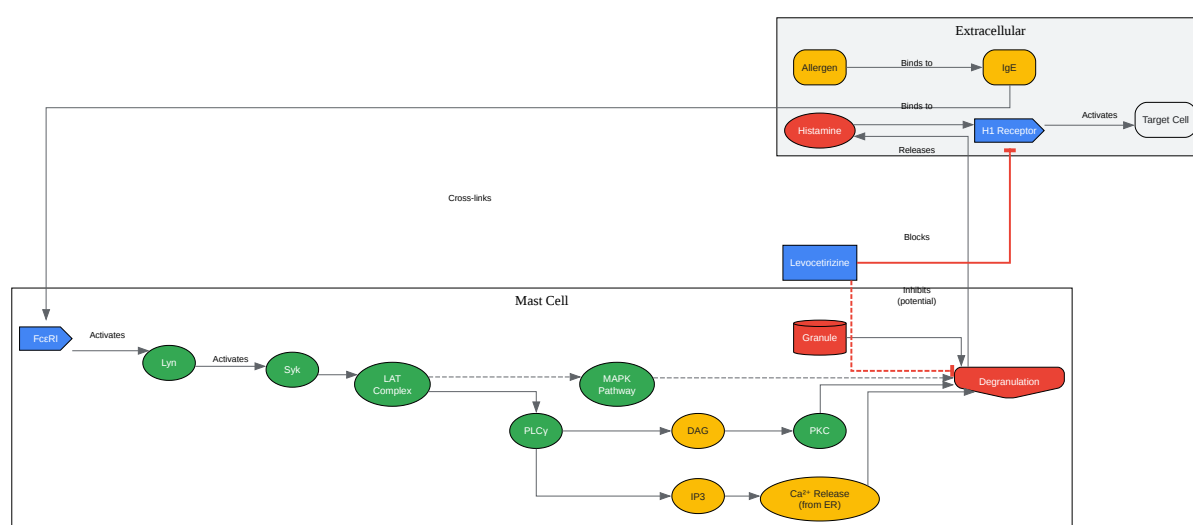 Extracellular
Allergen
Binds to
IgE
Binds to
Histamine
H1 Receptor
Activates
Target Cell
Releases
Cross-links
Blocks
Levocetirizine
Inhibits
(potential)
Mast Cell
FcεRI
Activates
Lyn
Activates
Syk
LAT
Complex
MAPK
Pathway
Granule
Degranulation
PLCγ
DAG
PKC
IP3
Ca²⁺ Release
(from ER)